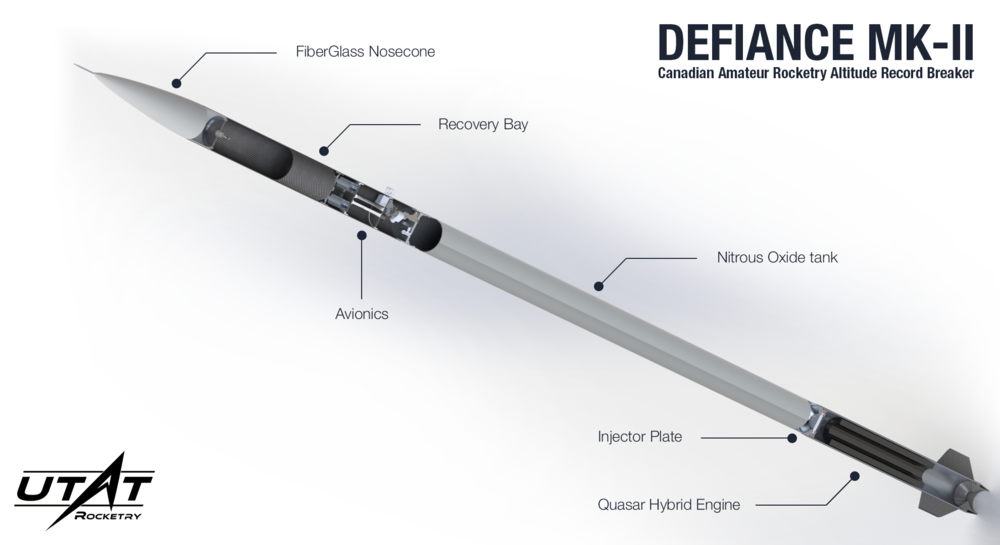 DEFIANCE MK-II
Canadian Amateur Rocketry Altitude Record Breaker
FiberGlass Nosecone
Recovery Bay
Nitrous Oxide tank
Avionics
Injector Plate
Quasar Hybrid Engine
UTAT
ROCKETRY